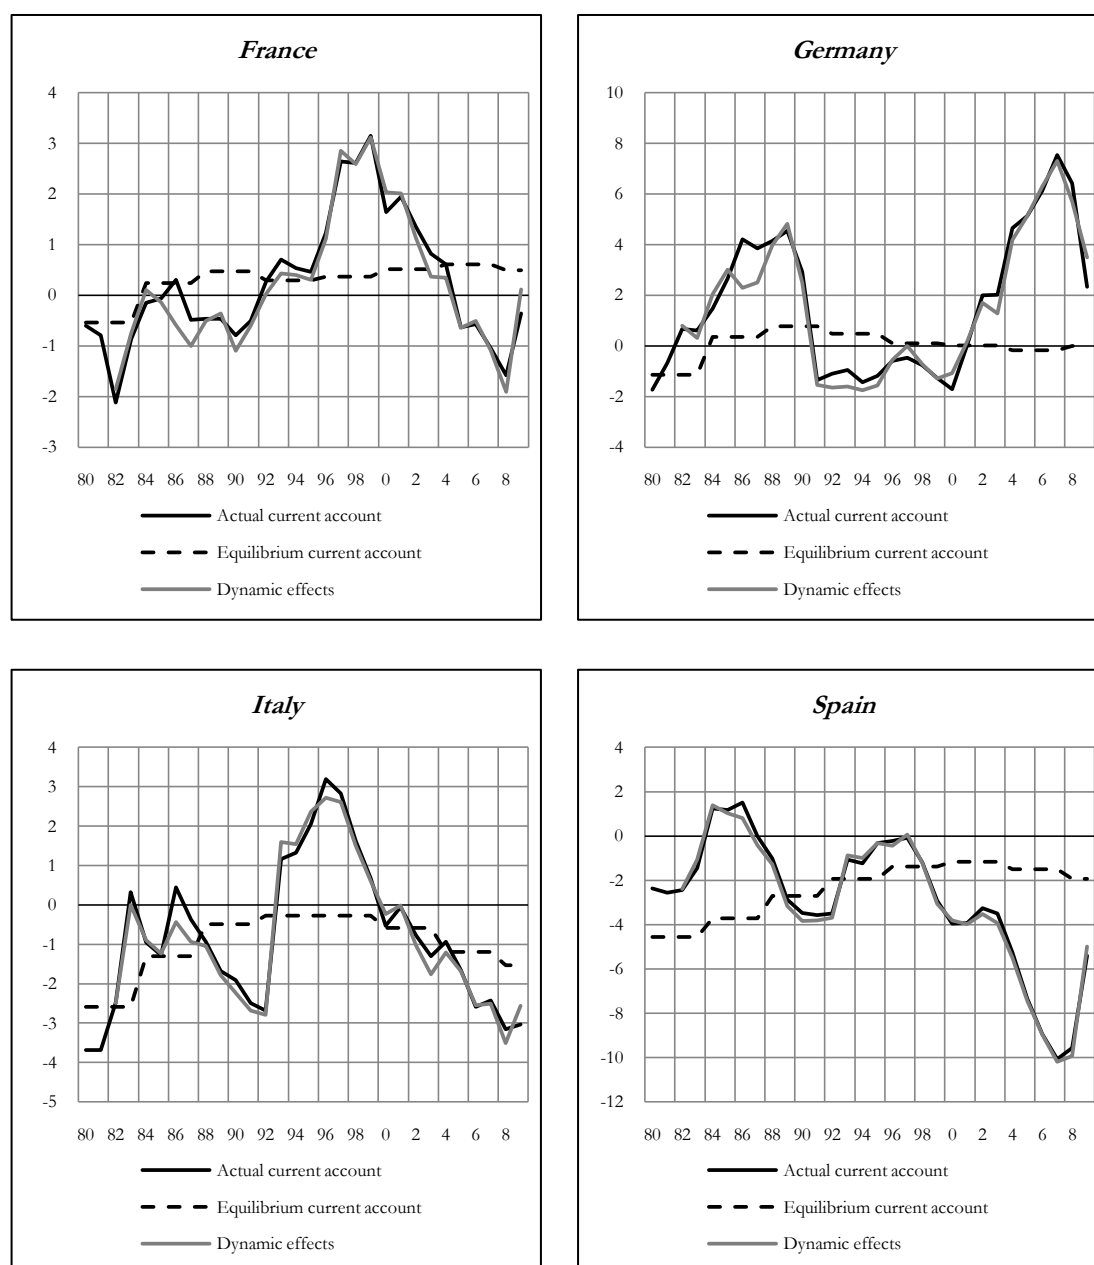 France
4
3
2
1
0
-1
-2
-3
80 82 84 86 88 90 92 94 96 98 0 2 4 6 8
Actual current account
Equilibrium current account
Dynamic effects
Germany
10
8
6
4
2
0
-2
-4
80 82 84 86 88 90 92 94 96 98 0 2 4 6 8
Actual current account
Equilibrium current account
Dynamic effects
Italy
4
3
2
1
0
-1
-2
-3
-4
-5
80 82 84 86 88 90 92 94 96 98 0 2 4 6 8
Actual current account
Equilibrium current account
Dynamic effects
Spain
4
2
0
-2
-4
-6
-8
-10
-12
80 82 84 86 88 90 92 94 96 98 0 2 4 6 8
Actual current account
Equilibrium current account
Dynamic effects